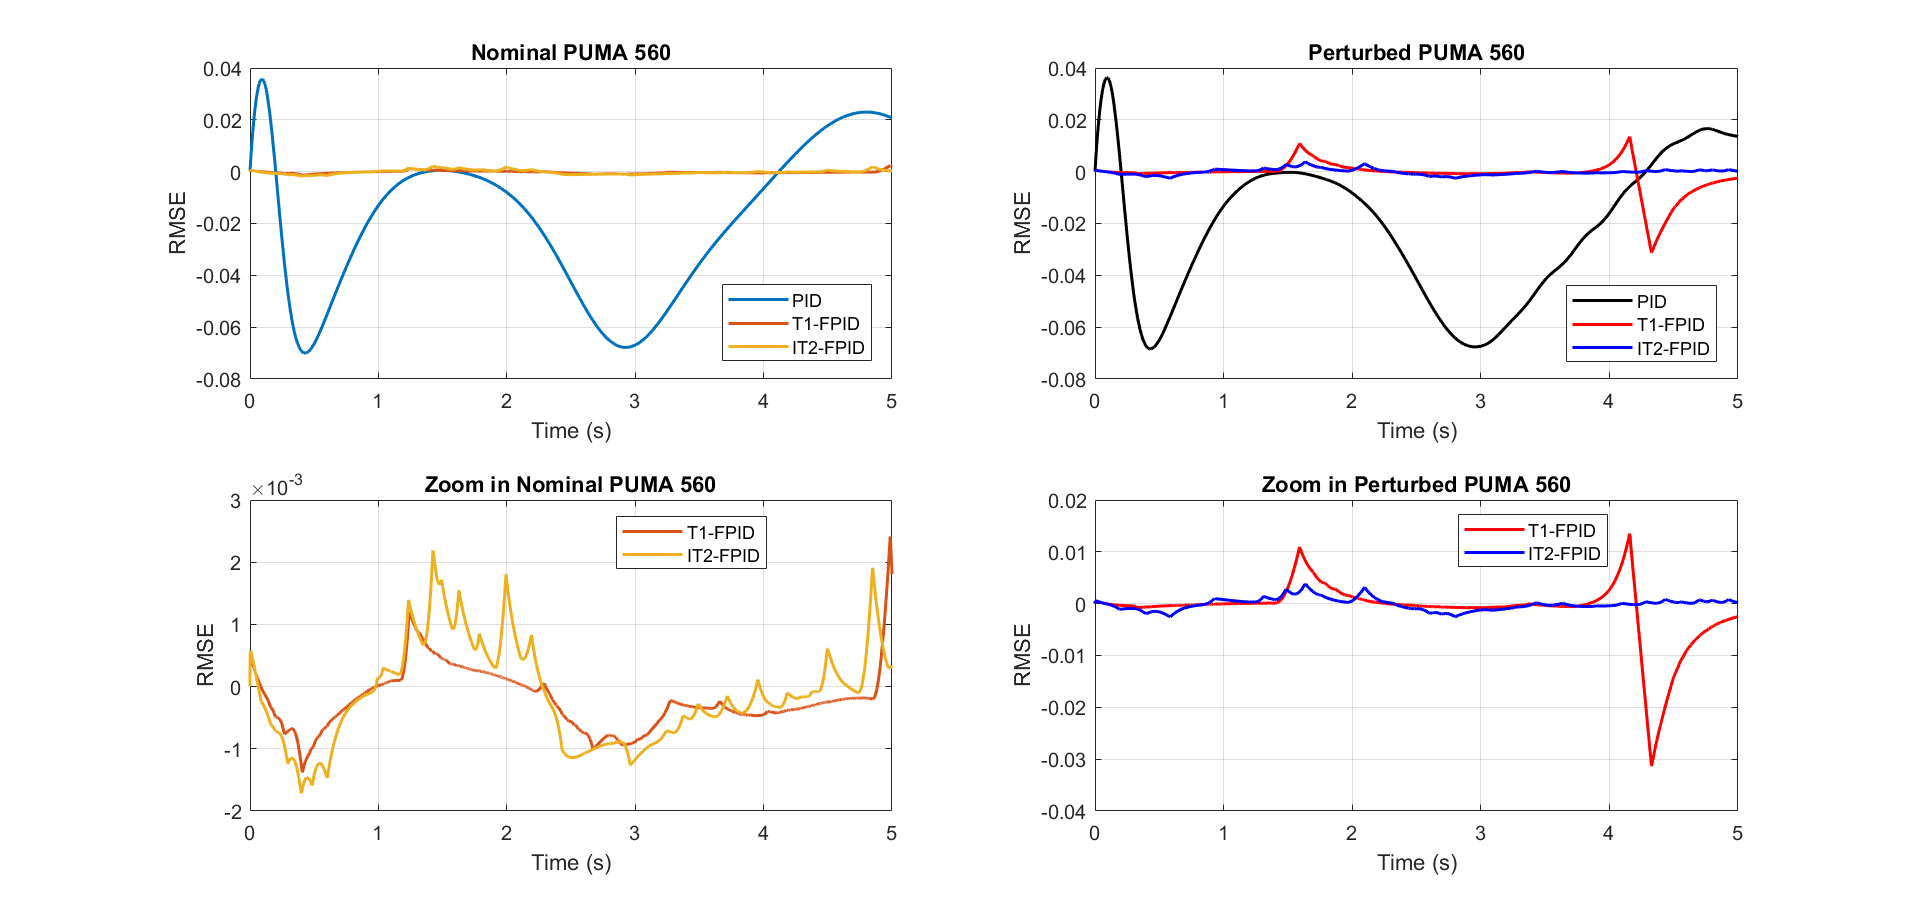 Nominal PUMA 560
0.04
0.02
0
-0.02
-0.04
-0.06
-0.08
RMSE
PID
T1-FPID
IT2-FPID
0 1 2 3 4 5
Time (s)
Perturbed PUMA 560
0.04
0.02
0
-0.02
-0.04
-0.06
-0.08
RMSE
PID
T1-FPID
IT2-FPID
0 1 2 3 4 5
Time (s)
Zoom in Nominal PUMA 560
×10-3
3
2
1
0
-1
-2
RMSE
T1-FPID
IT2-FPID
0 1 2 3 4 5
Time (s)
Zoom in Perturbed PUMA 560
0.02
0.01
0
-0.01
-0.02
-0.03
-0.04
RMSE
T1-FPID
IT2-FPID
0 1 2 3 4 5
Time (s)